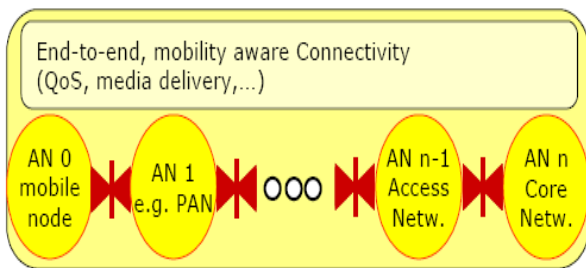 End-to-end, mobility aware Connectivity
(QoS, media delivery,...)
AN 0
mobile
node
AN 1
e.g. PAN
AN n-1
Access
Netw.
AN n
Core
Netw.